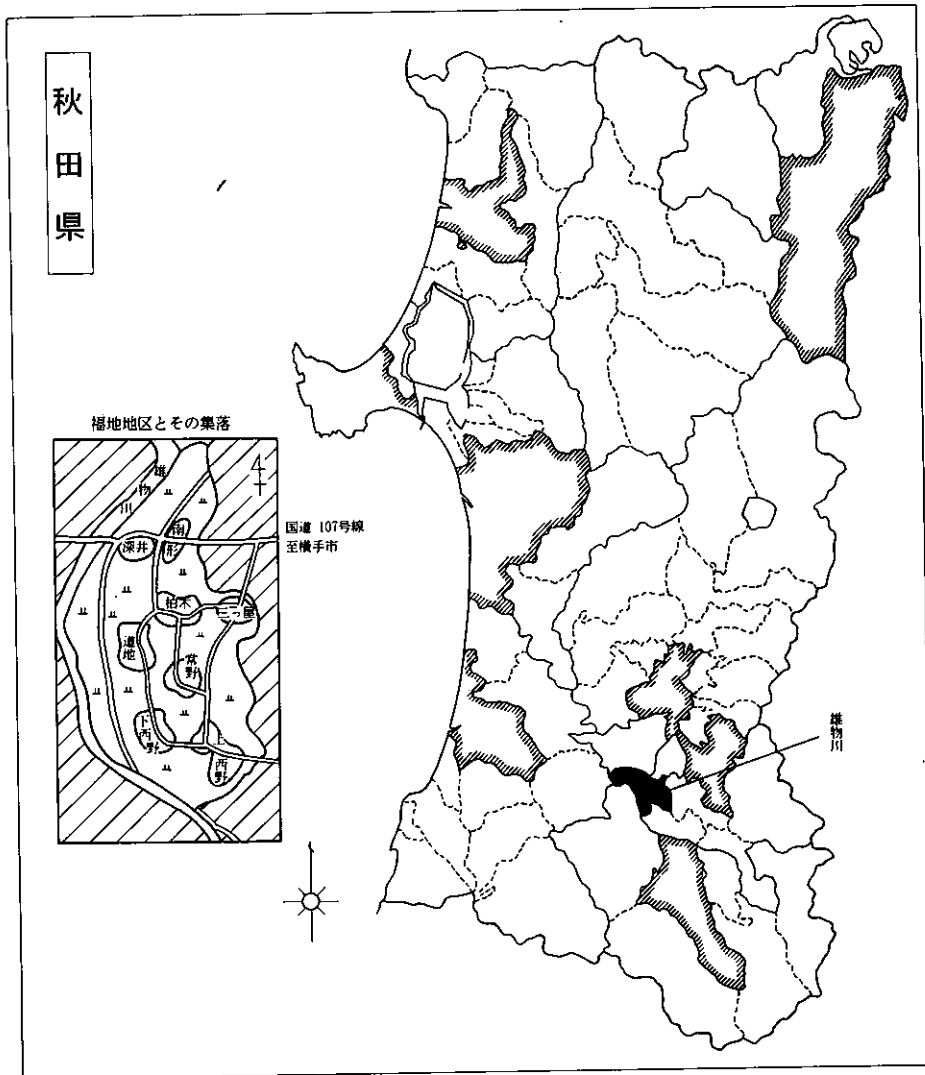 秋田県
福地地区とその集落
雄物川
国道 107号線
至横手市
深井
南形
柏木
三ツ屋
道地
常野
下西野
上西野
雄物川